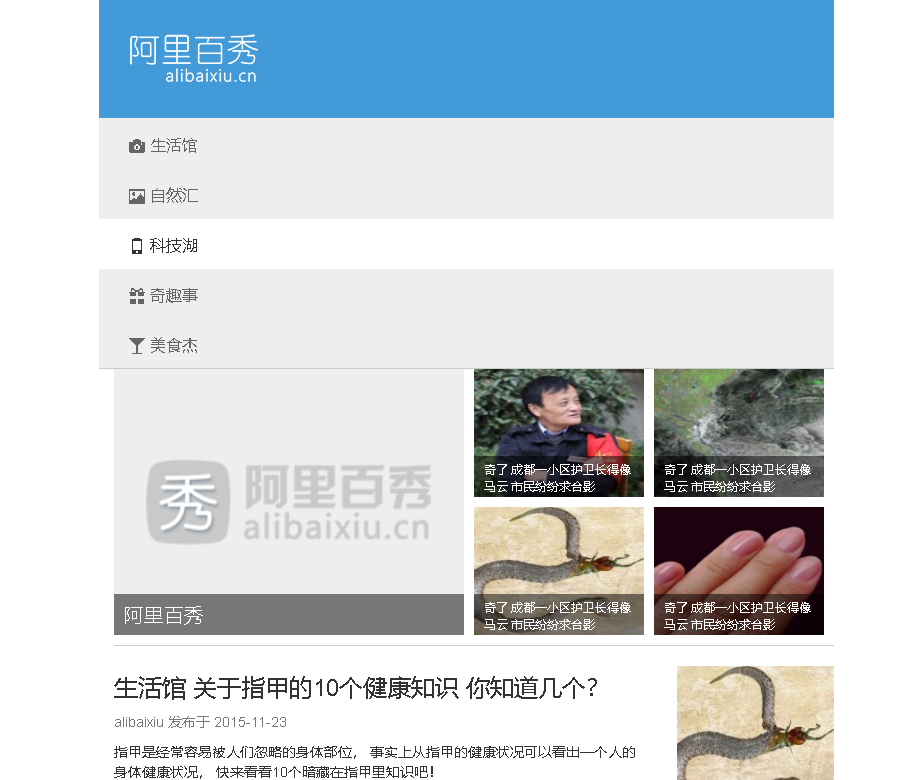 阿里百秀
alibaixiu.cn
生活馆
自然汇
科技湖
奇趣事
美食杰
秀 阿里百秀
alibaixiu.cn
阿里百秀
奇了 成都一小区护卫长得像
马云 市民纷纷求合影
奇了 成都一小区护卫长得像
马云 市民纷纷求合影
奇了 成都一小区护卫长得像
马云 市民纷纷求合影
奇了 成都一小区护卫长得像
马云 市民纷纷求合影
生活馆 关于指甲的10个健康知识 你知道几个？
alibaixiu 发布于 2015-11-23
指甲是经常容易被人们忽略的身体部位， 事实上从指甲的健康状况可以看出一个人的
身体健康状况， 快来看看10个暗藏在指甲里知识吧！